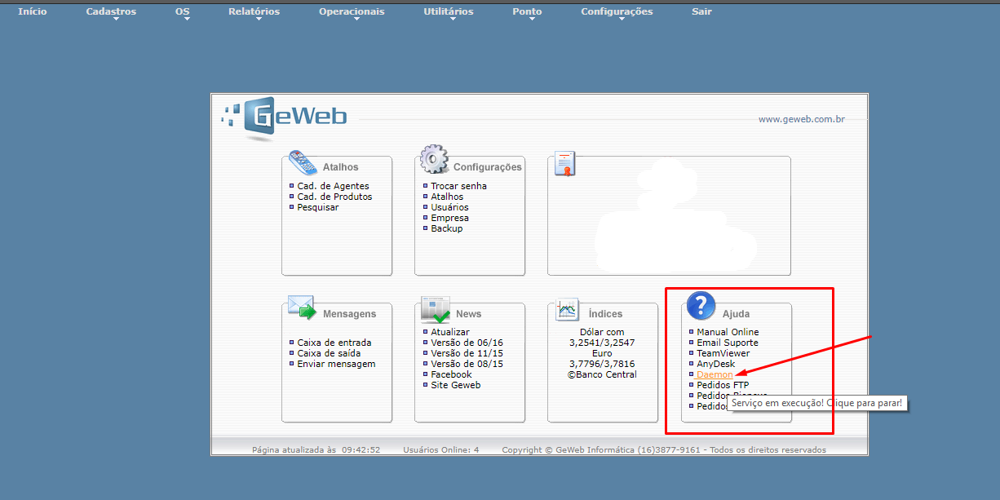 Início Cadastros OS Relatórios Operacionais Utilitários Ponto Configurações Sair
GeWeb
www.geweb.com.br
Atalhos
Cad. de Agentes
Cad. de Produtos
Pesquisar
Configurações
Trocar senha
Atalhos
Usuários
Empresa
Backup
Mensagens
Caixa de entrada
Caixa de saída
Enviar mensagem
News
Atualizar
Versão de 06/16
Versão de 11/15
Versão de 08/15
Facebook
Site Geweb
Índices
Dólar com
3,2541/3,2547
Euro
3,7796/3,7816
©Banco Central
Ajuda
Manual Online
Email Suporte
TeamViewer
AnyDesk
Daemon
Pedidos FTP
Pedidos
Pedidos
Serviço em execução! Clique para parar!
Página atualizada às 09:42:52 Usuários Online: 4 Copyright © GeWeb Informática (16)3877-9161 - Todos os direitos reservados